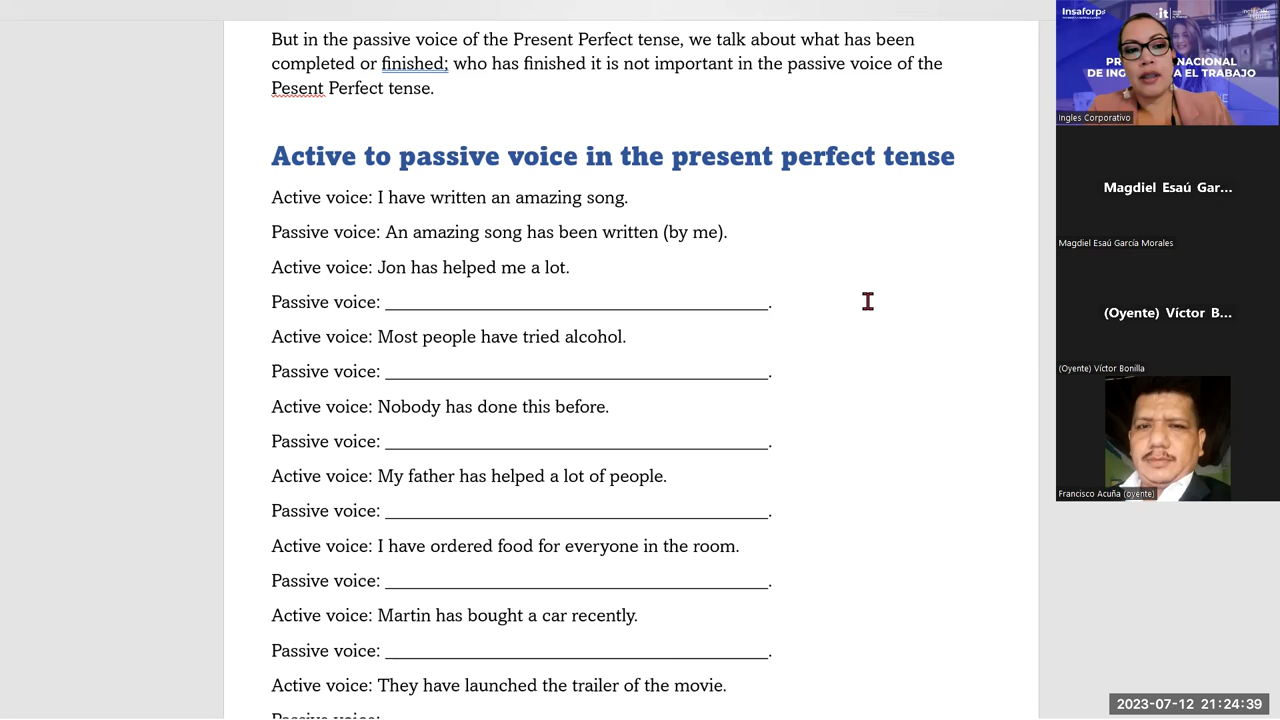 But in the passive voice of the Present Perfect tense, we talk about what has been
completed or finished; who has finished it is not important in the passive voice of the
Pesent Perfect tense.
Active to passive voice in the present perfect tense
Active voice: I have written an amazing song.
Passive voice: An amazing song has been written (by me).
Active voice: Jon has helped me a lot.
Passive voice: ______________________________________.
Active voice: Most people have tried alcohol.
Passive voice: ______________________________________.
Active voice: Nobody has done this before.
Passive voice: ______________________________________.
Active voice: My father has helped a lot of people.
Passive voice: ______________________________________.
Active voice: I have ordered food for everyone in the room.
Passive voice: ______________________________________.
Active voice: Martin has bought a car recently.
Passive voice: ______________________________________.
Active voice: They have launched the trailer of the movie.
Passive voice:
Insaforp
NACIONAL
A EL TRABAJO
Ingles Corporativo
Magdiel Esaú Gar...
Magdiel Esaú García Morales
(Oyente) Víctor B...
(Oyente) Víctor Bonilla
Francisco Acuña (oyente)
2023-07-12 21:24:39